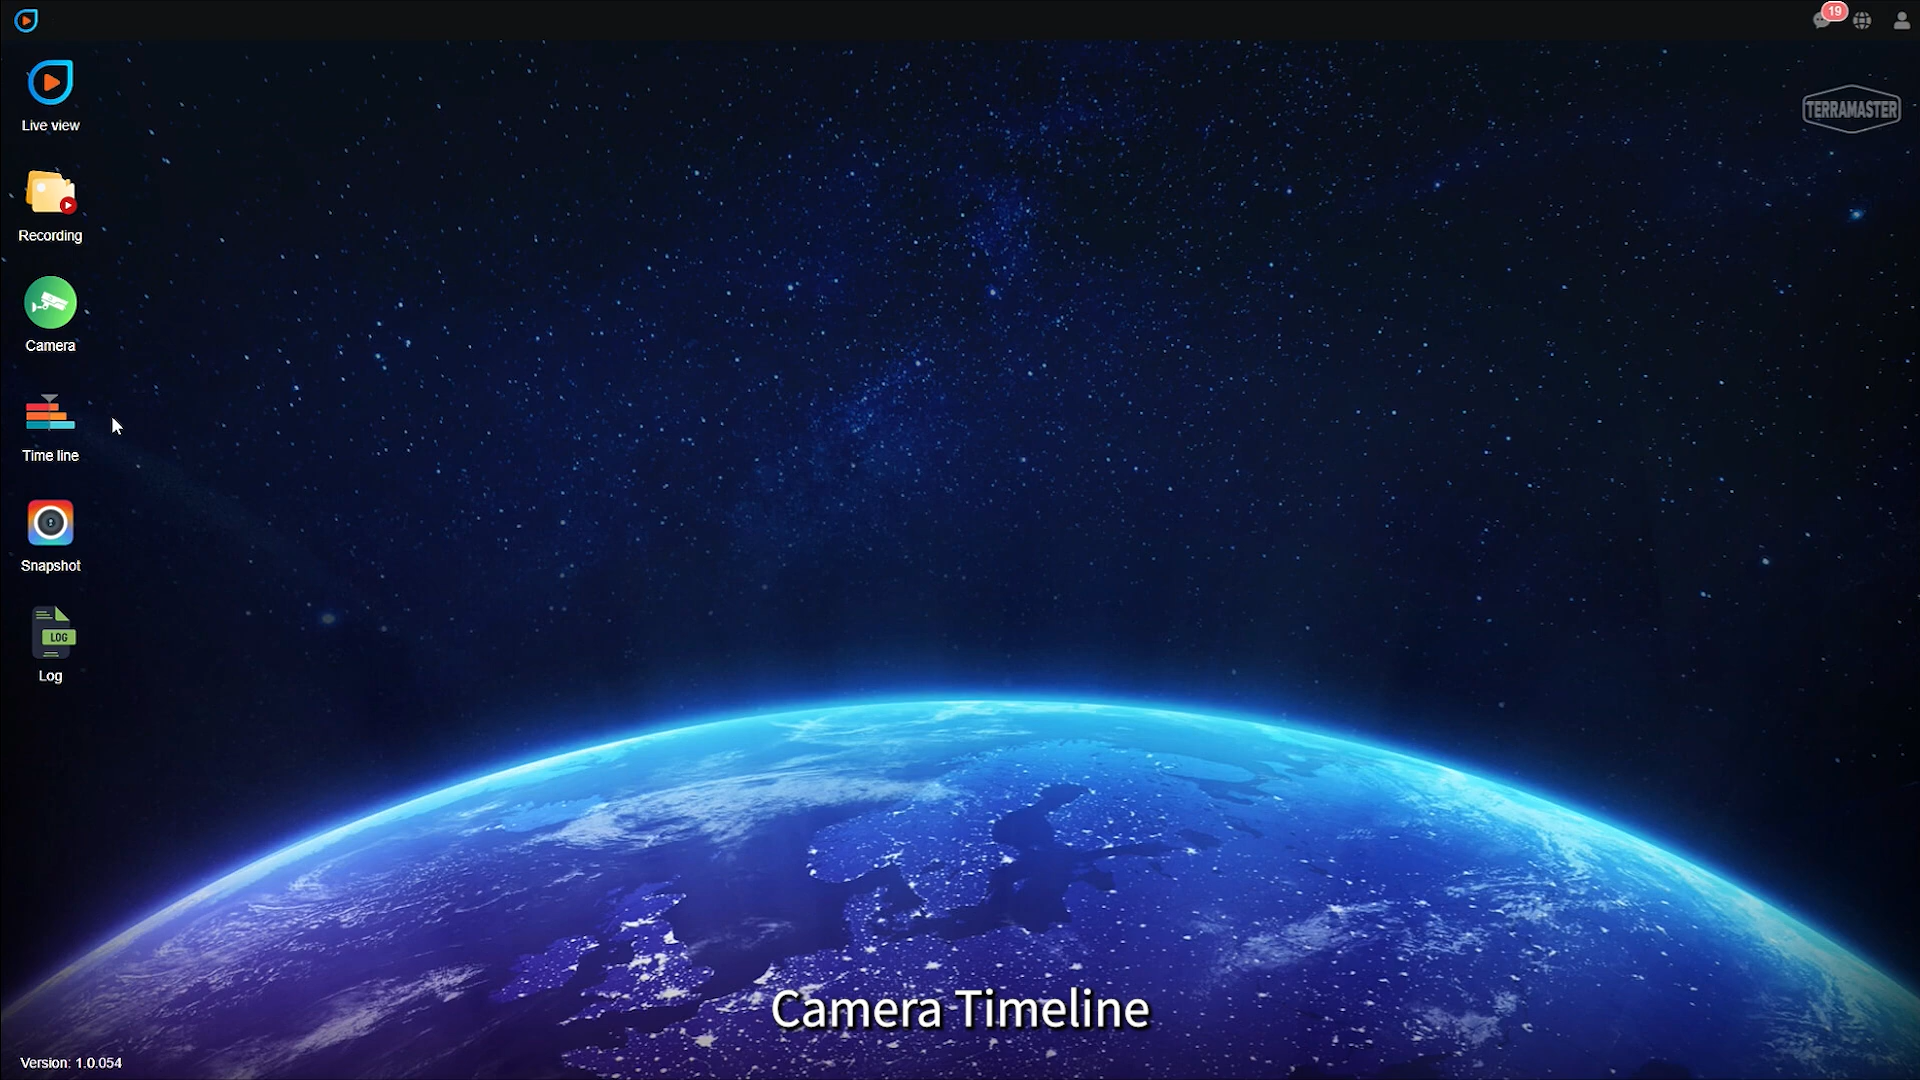 19
Live view
TERRAMASTER
Recording
Camera
Time line
Snapshot
LOG
Log
Camera Timeline
Version: 1.0.054